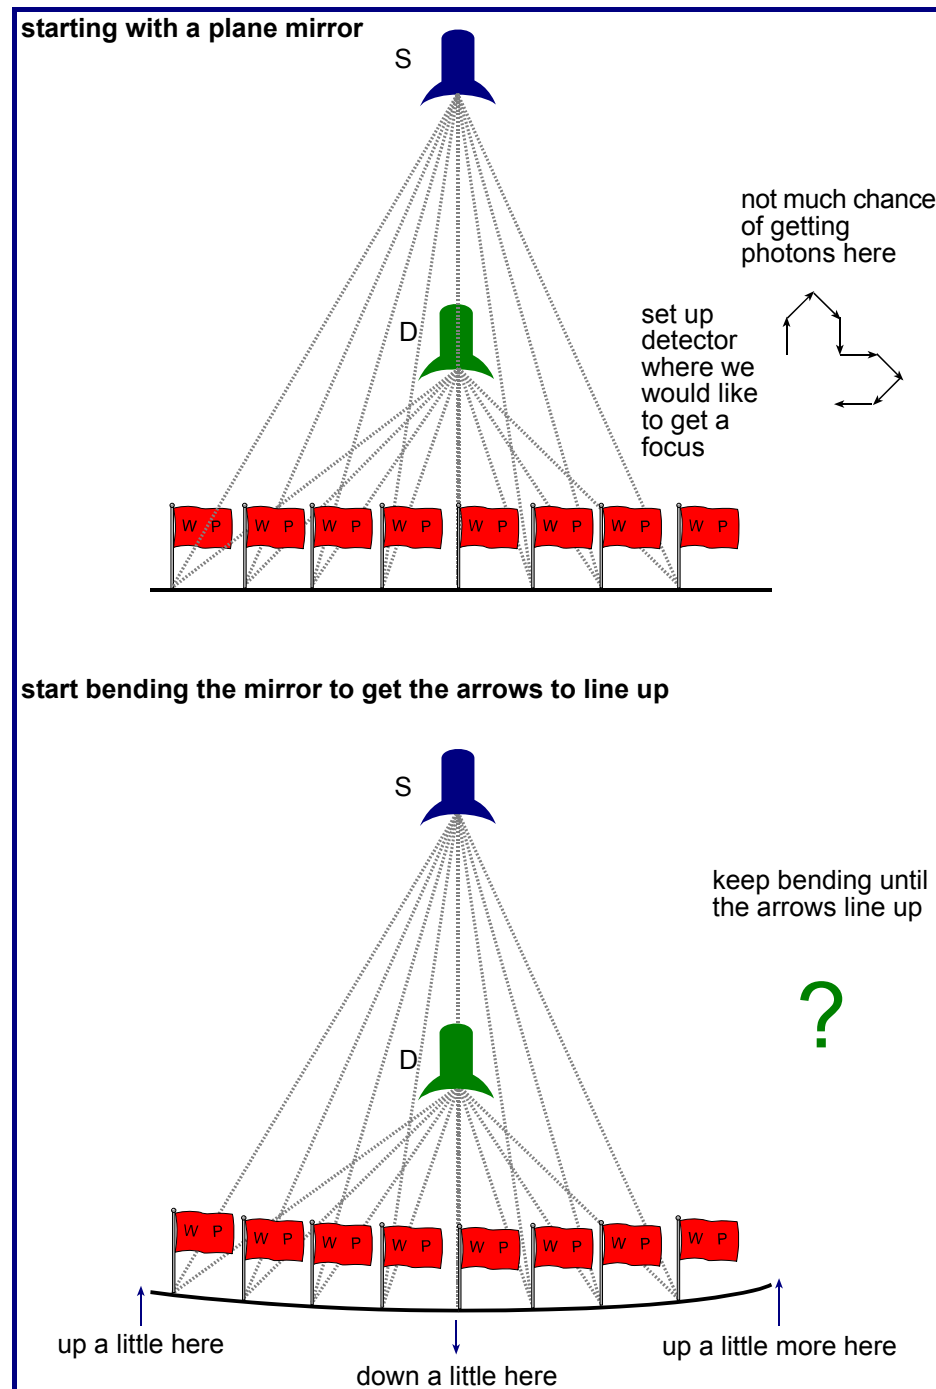 starting with a plane mirror
S
not much chance
of getting
photons here
set up
detector
where we
would like
to get a
focus
D
W P
W P
W P
W P
W P
W P
W P
W P
start bending the mirror to get the arrows to line up
S
keep bending until
the arrows line up
?
D
W P
W P
W P
W P
W P
W P
W P
W P
up a little here
down a little here
up a little more here